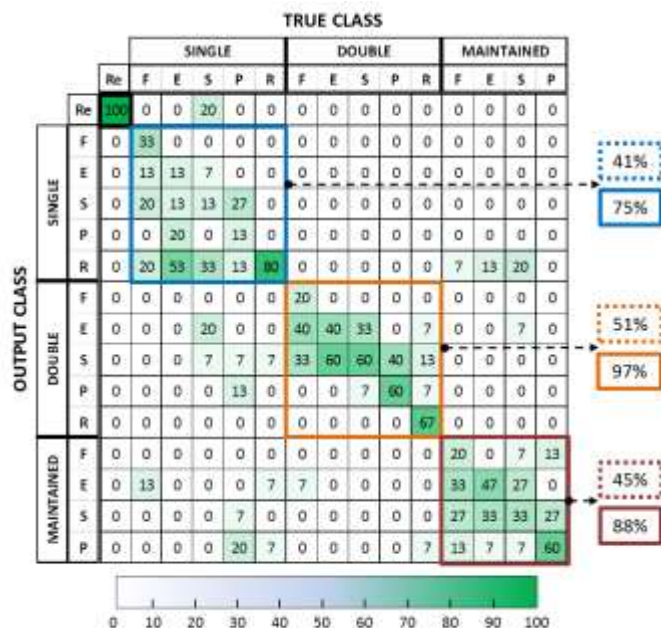 TRUE CLASS
SINGLE DOUBLE MAINTAINED
Re F E S P R F E S P R F E S P
Re 100 0 0 20 0 0 0 0 0 0 0 0 0 0 0
F 0 33 0 0 0 0 0 0 0 0 0 0 0 0 0
E 0 13 13 7 0 0 0 0 0 0 0 0 0 0 0
41%
S 0 20 13 13 27 0 0 0 0 0 0 0 0 0 0
75%
P 0 0 20 0 13 0 0 0 0 0 0 0 0 0 0
R 0 20 53 33 13 80 0 0 0 0 0 7 13 20 0
SINGLE
F 0 0 0 0 0 0 20 0 0 0 0 0 0 0 0
E 0 0 0 20 0 0 40 40 33 0 7 0 0 7 0
51%
S 0 0 0 7 7 7 33 60 60 40 13 0 0 0 0
97%
P 0 0 0 0 13 0 0 0 7 60 7 0 0 0 0
R 0 0 0 0 0 0 0 0 0 0 67 0 0 0 0
DOUBLE
OUTPUT CLASS
F 0 0 0 0 0 0 0 0 0 0 0 20 0 7 13
E 0 13 0 0 0 7 7 0 0 0 0 33 47 27 0
45%
S 0 0 0 0 7 0 0 0 0 0 0 27 33 33 27
88%
P 0 0 0 0 20 7 0 0 0 0 7 13 7 7 60
MAINTAINED
0 10 20 30 40 50 60 70 80 90 100